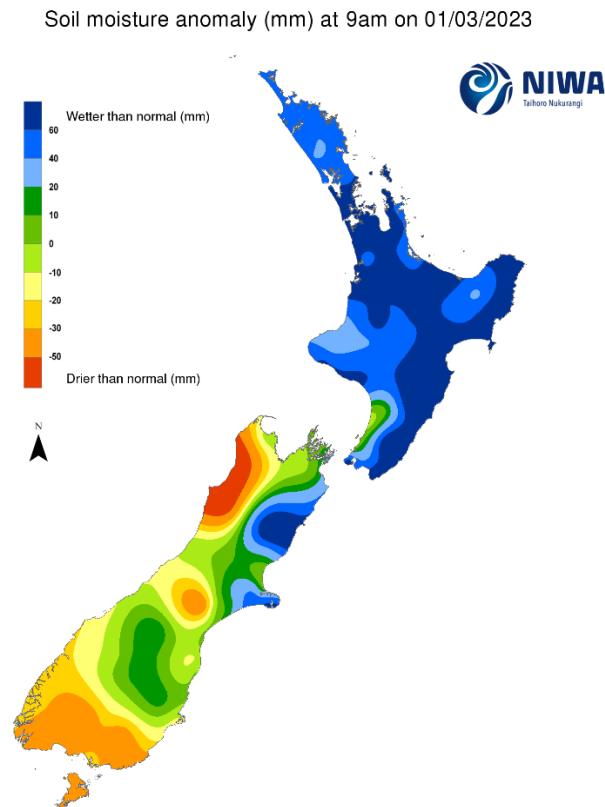 Soil moisture anomaly (mm) at 9am on 01/03/2023
NIWA
Taihoro Nukurangi
Wetter than normal (mm)
60
40
20
10
0
-10
-20
-30
-50
Drier than normal (mm)
N